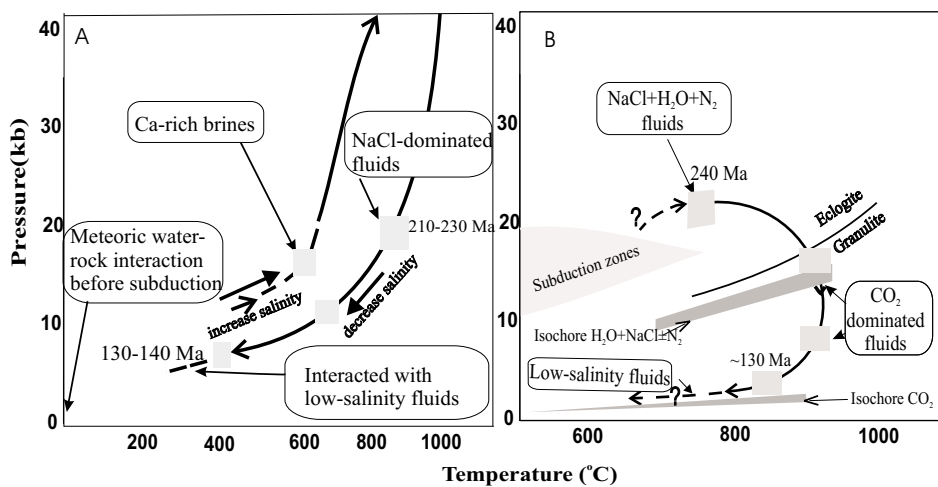 A
40
30
20
10
0
Pressure(kb)
Ca-rich brines
NaCl-dominated
fluids
210-230 Ma
Meteoric water-
rock interaction
before subduction
increase salinity
decrease salinity
130-140 Ma
Interacted with
low-salinity fluids
200
400
600
800
1000
B
40
30
20
10
0
NaCl+H₂O+N₂
fluids
240 Ma
?
Eclogite
Granulite
Subduction zones
CO₂
dominated
fluids
Isochore H₂O+NaCl±N₂
~130 Ma
Low-salinity fluids
?
Isochore CO₂
600
800
1000
Temperature (°C)